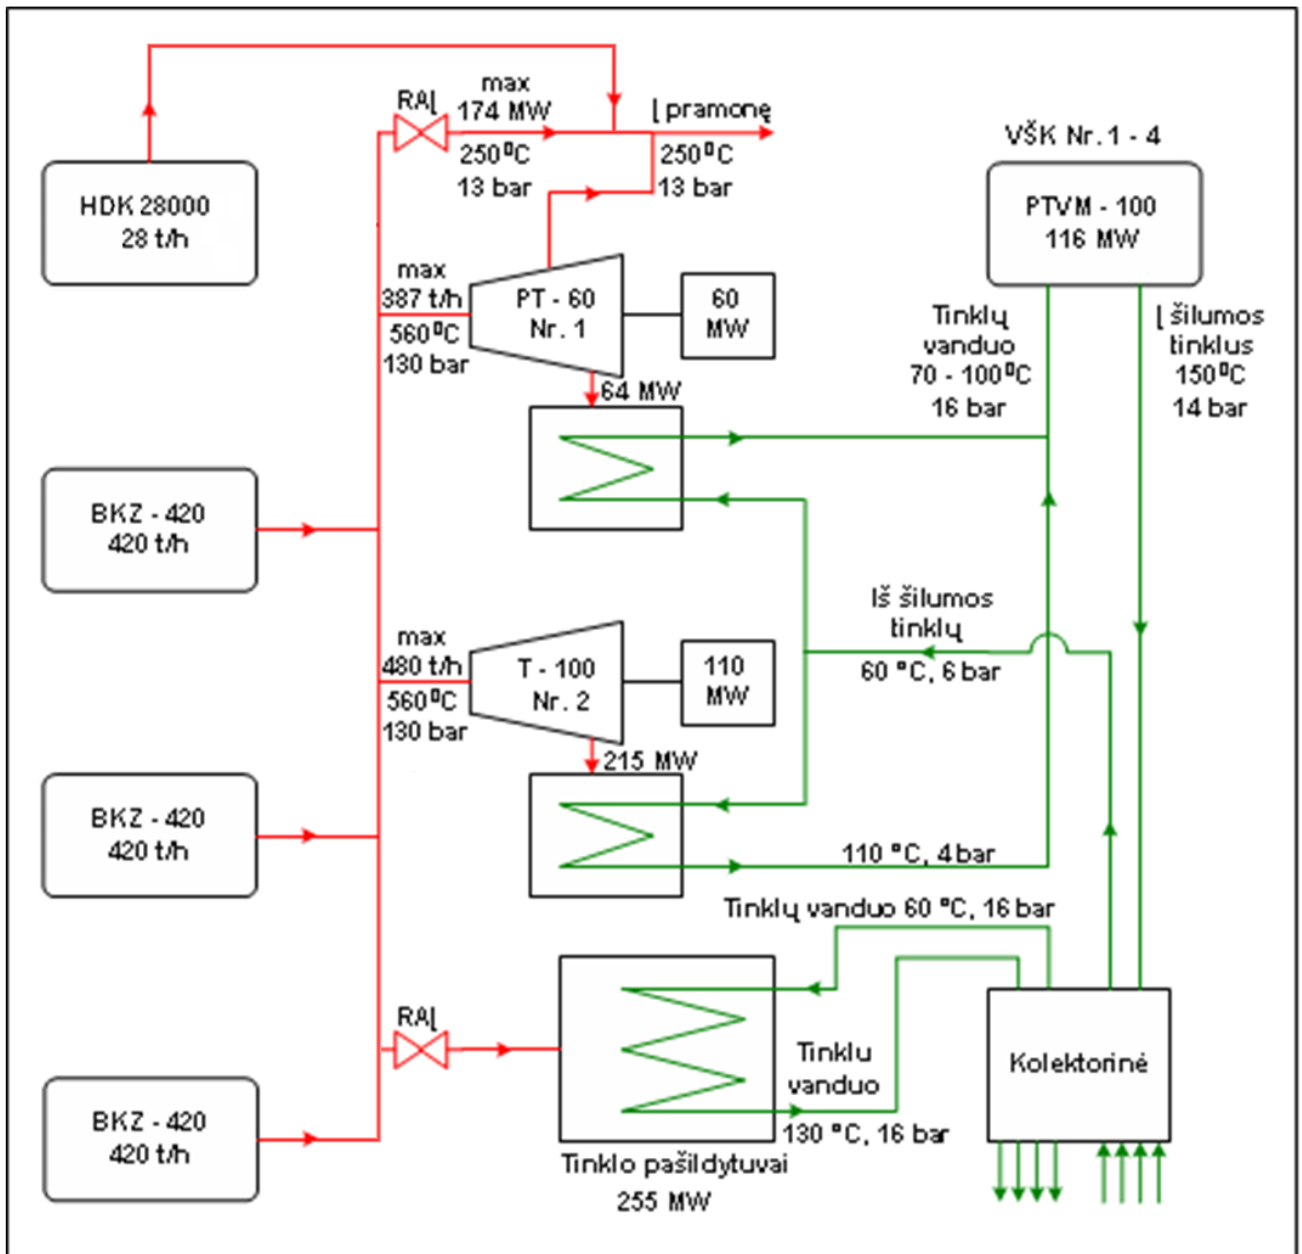 RAĮ
max
174 MW
250⁰C
13 bar
Į pramonę
250⁰C
13 bar
VŠK Nr. 1 - 4
PTVM - 100
116 MW
HDK 28000
28 t/h
max
387 t/h
560⁰C
130 bar
PT - 60
Nr. 1
60
MW
64 MW
Tinklų
vanduo
70 - 100⁰C
16 bar
Į šilumos
tinklus
150⁰C
14 bar
BKZ - 420
420 t/h
Iš šilumos
tinklų
60 °C, 6 bar
max
480 t/h
560⁰C
130 bar
T - 100
Nr. 2
110
MW
215 MW
BKZ - 420
420 t/h
110 °C, 4 bar
Tinklų vanduo 60 °C, 16 bar
RAĮ
Tinklu
vanduo
130 °C, 16 bar
Kolektorinė
BKZ - 420
420 t/h
Tinklo pašildytuvai
255 MW